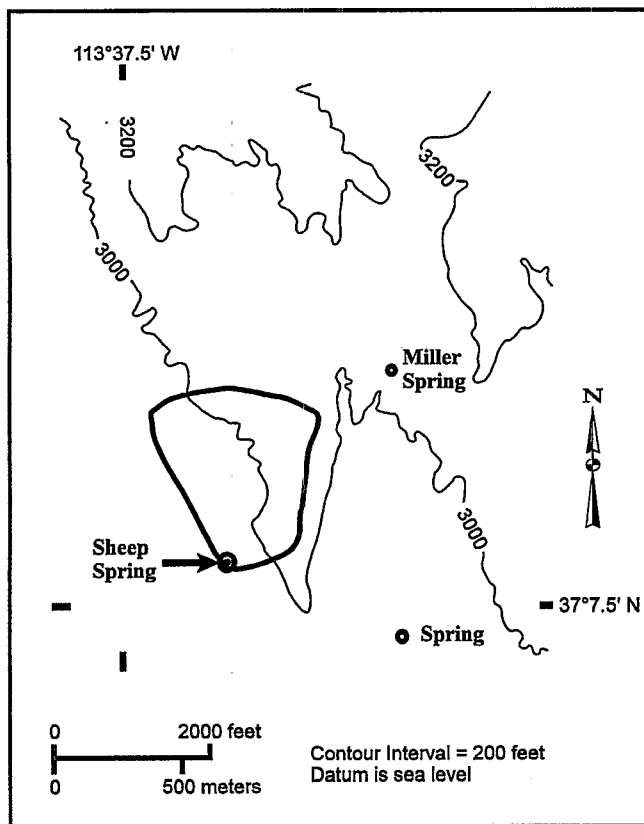 113°37.5' W
3200
3200
3000
Miller
Spring
N
3000
Sheep
Spring
37°7.5' N
Spring
0 2000 feet
0 500 meters
Contour Interval = 200 feet
Datum is sea level